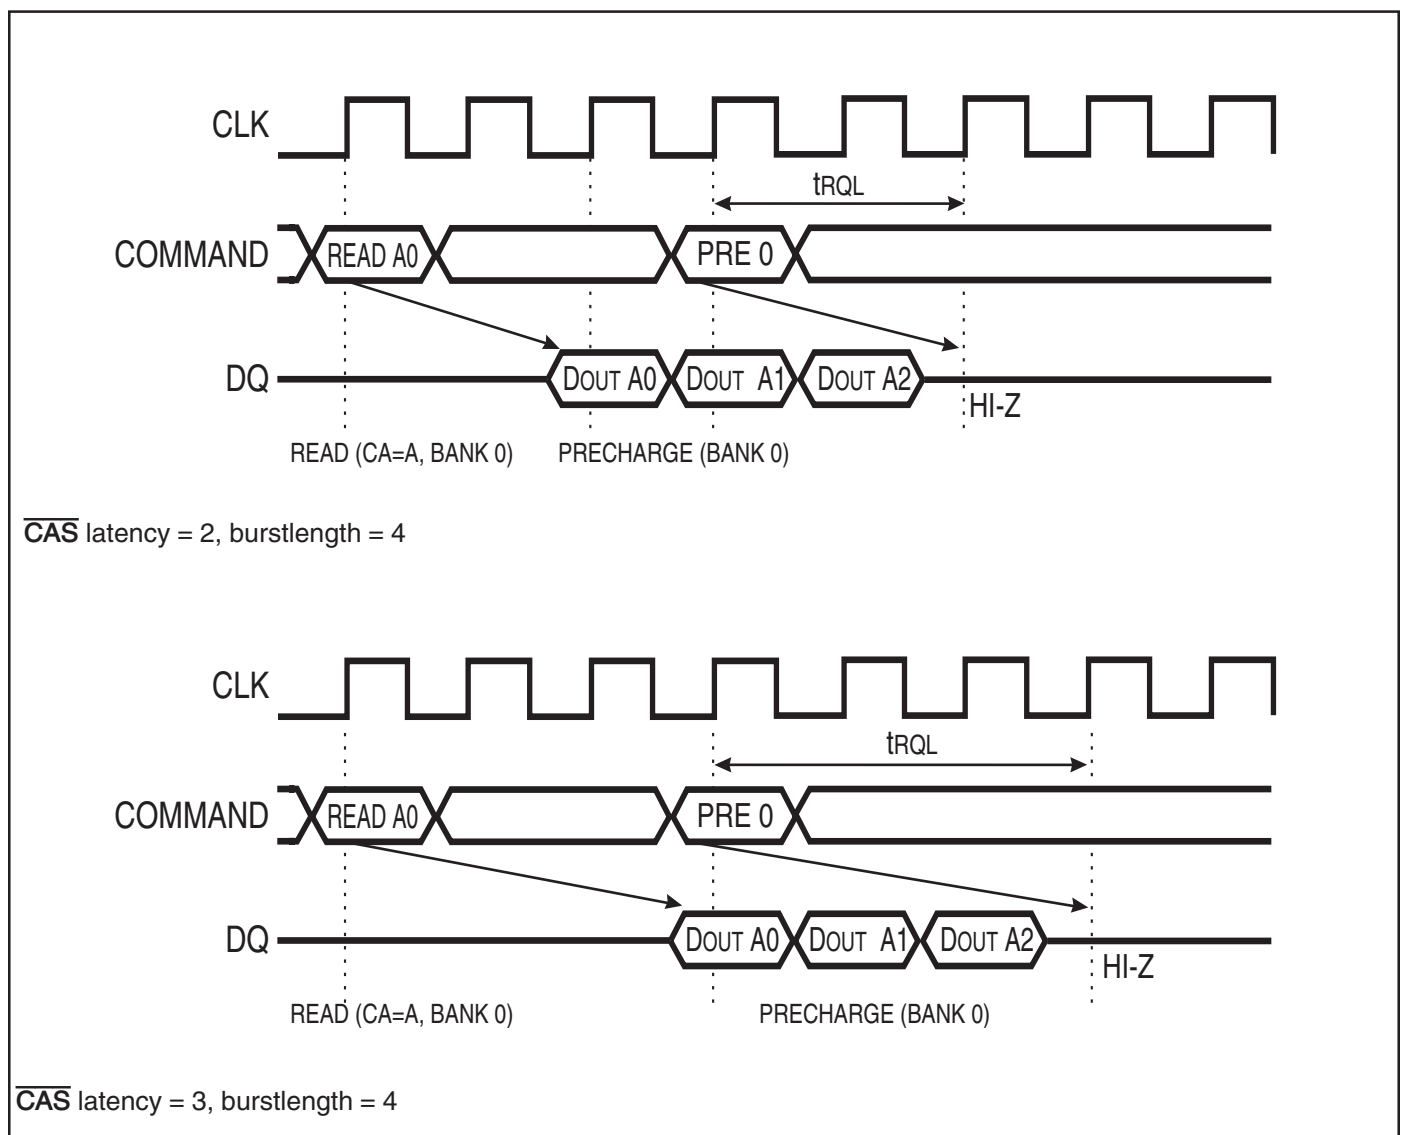 CLK
tRQL
COMMAND READ A0 PRE 0
DQ DOUT A0 DOUT A1 DOUT A2
HI-Z
READ (CA=A, BANK 0) PRECHARGE (BANK 0)
CAS latency = 2, burstlength = 4
CLK
tRQL
COMMAND READ A0 PRE 0
DQ DOUT A0 DOUT A1 DOUT A2
HI-Z
READ (CA=A, BANK 0) PRECHARGE (BANK 0)
CAS latency = 3, burstlength = 4